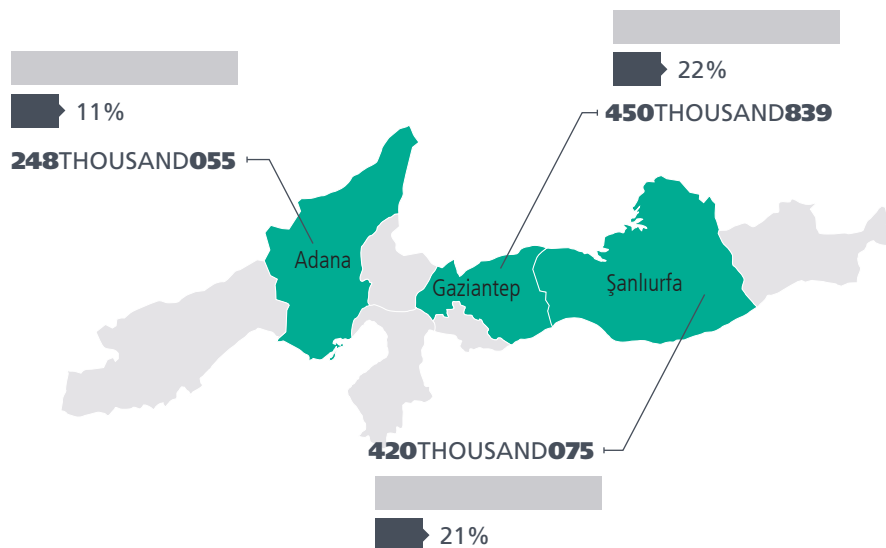 22%
11%
450THOUSAND839
248THOUSAND055
Adana
Gaziantep
Şanlıurfa
420THOUSAND075
21%